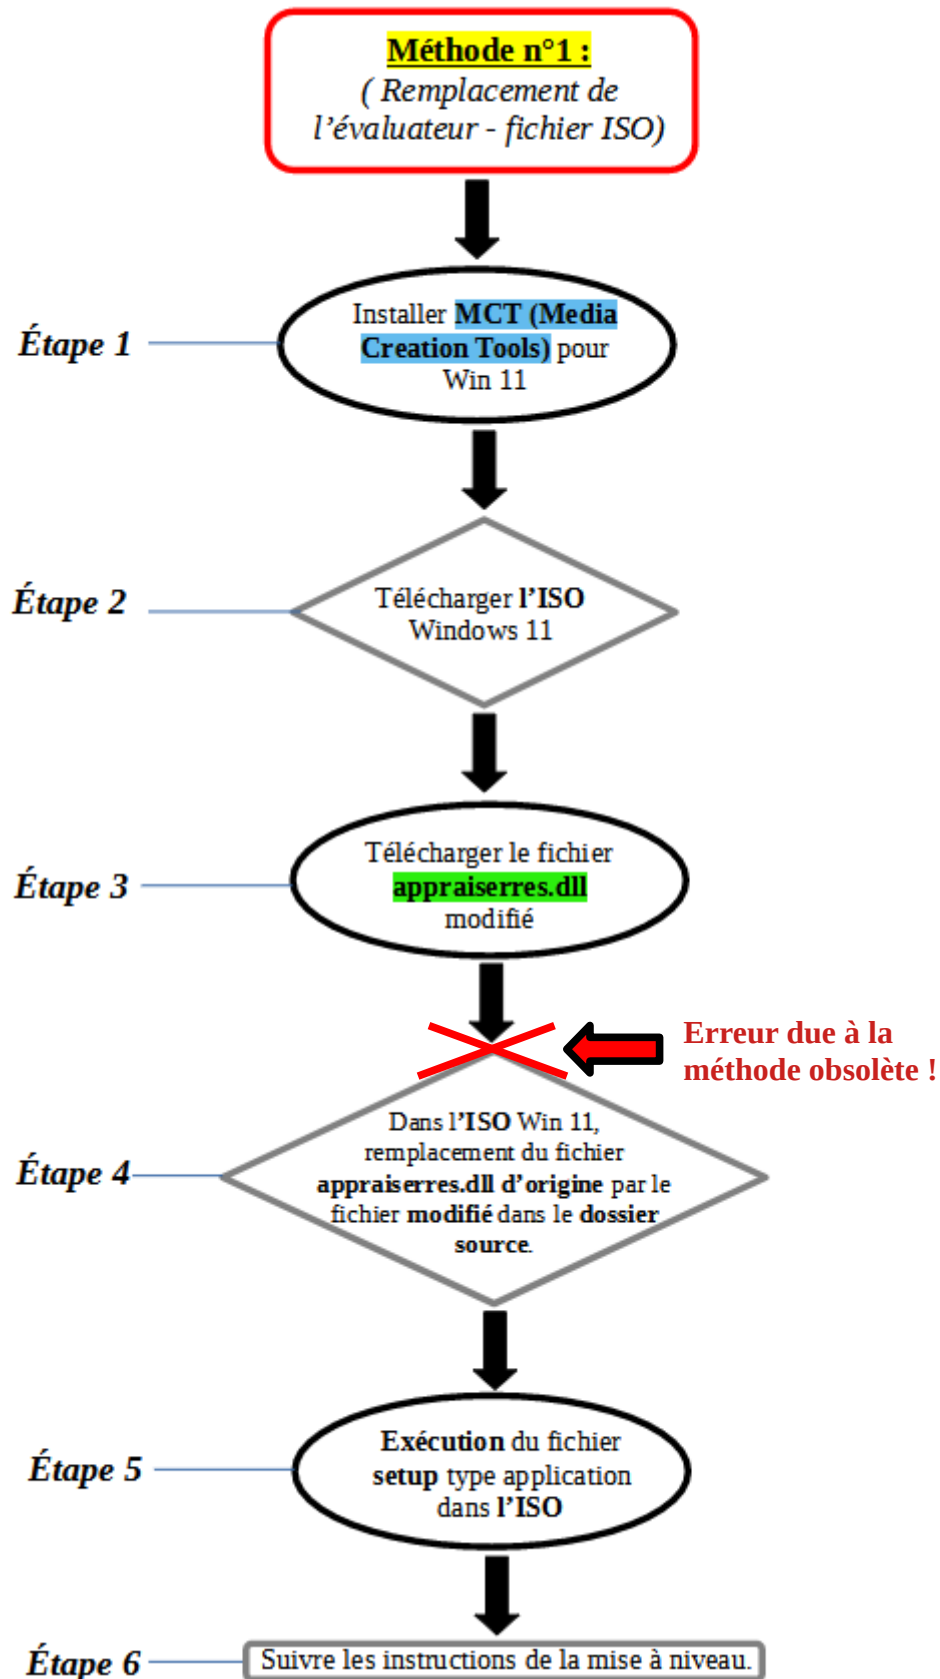 Méthode n°1 :
( Remplacement de
l’évaluateur - fichier ISO)
Étape 1
Installer MCT (Media
Creation Tools) pour
Win 11
Étape 2
Télécharger l’ISO
Windows 11
Étape 3
Télécharger le fichier
appraiserres.dll
modifié
Erreur due à la
méthode obsolète !
Étape 4
Dans l’ISO Win 11,
remplacement du fichier
appraiserres.dll d’origine par le
fichier modifié dans le dossier
source.
Étape 5
Exécution du fichier
setup type application
dans l’ISO
Étape 6
Suivre les instructions de la mise à niveau.